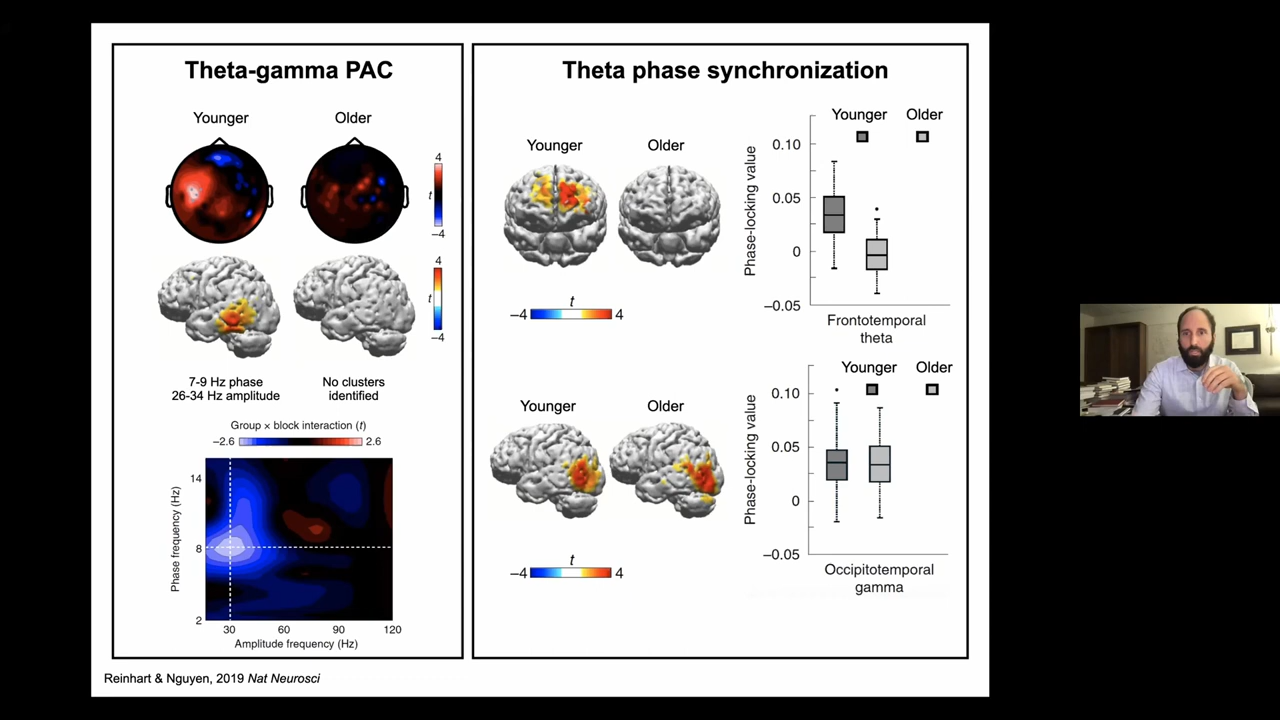 Theta-gamma PAC
Younger
Older
4
t
−4
4
t
−4
7-9 Hz phase
26-34 Hz amplitude
No clusters
identified
Group × block interaction (t)
−2.6
2.6
Phase frequency (Hz)
14
8
2
30
60
90
120
Amplitude frequency (Hz)
Theta phase synchronization
Younger
Older
t
−4
4
Younger
Older
Phase-locking value
0.10
0.05
0
−0.05
Frontotemporal
theta
Younger
Older
t
−4
4
Younger
Older
Phase-locking value
0.10
0.05
0
−0.05
Occipitotemporal
gamma
Reinhart & Nguyen, 2019 Nat Neurosci